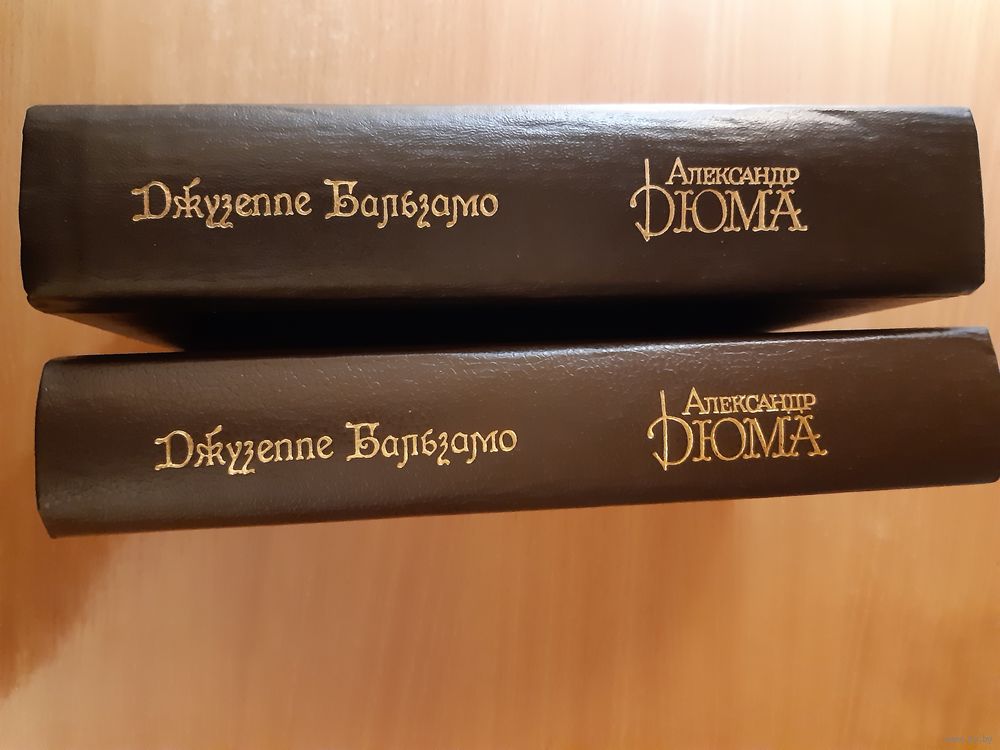 Джузеппе Бальзамо
Александр
Дюма
Джузеппе Бальзамо
Александр
Дюма